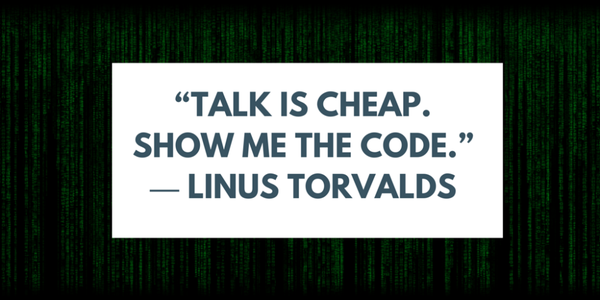 “TALK IS CHEAP.
SHOW ME THE CODE.”
— LINUS TORVALDS